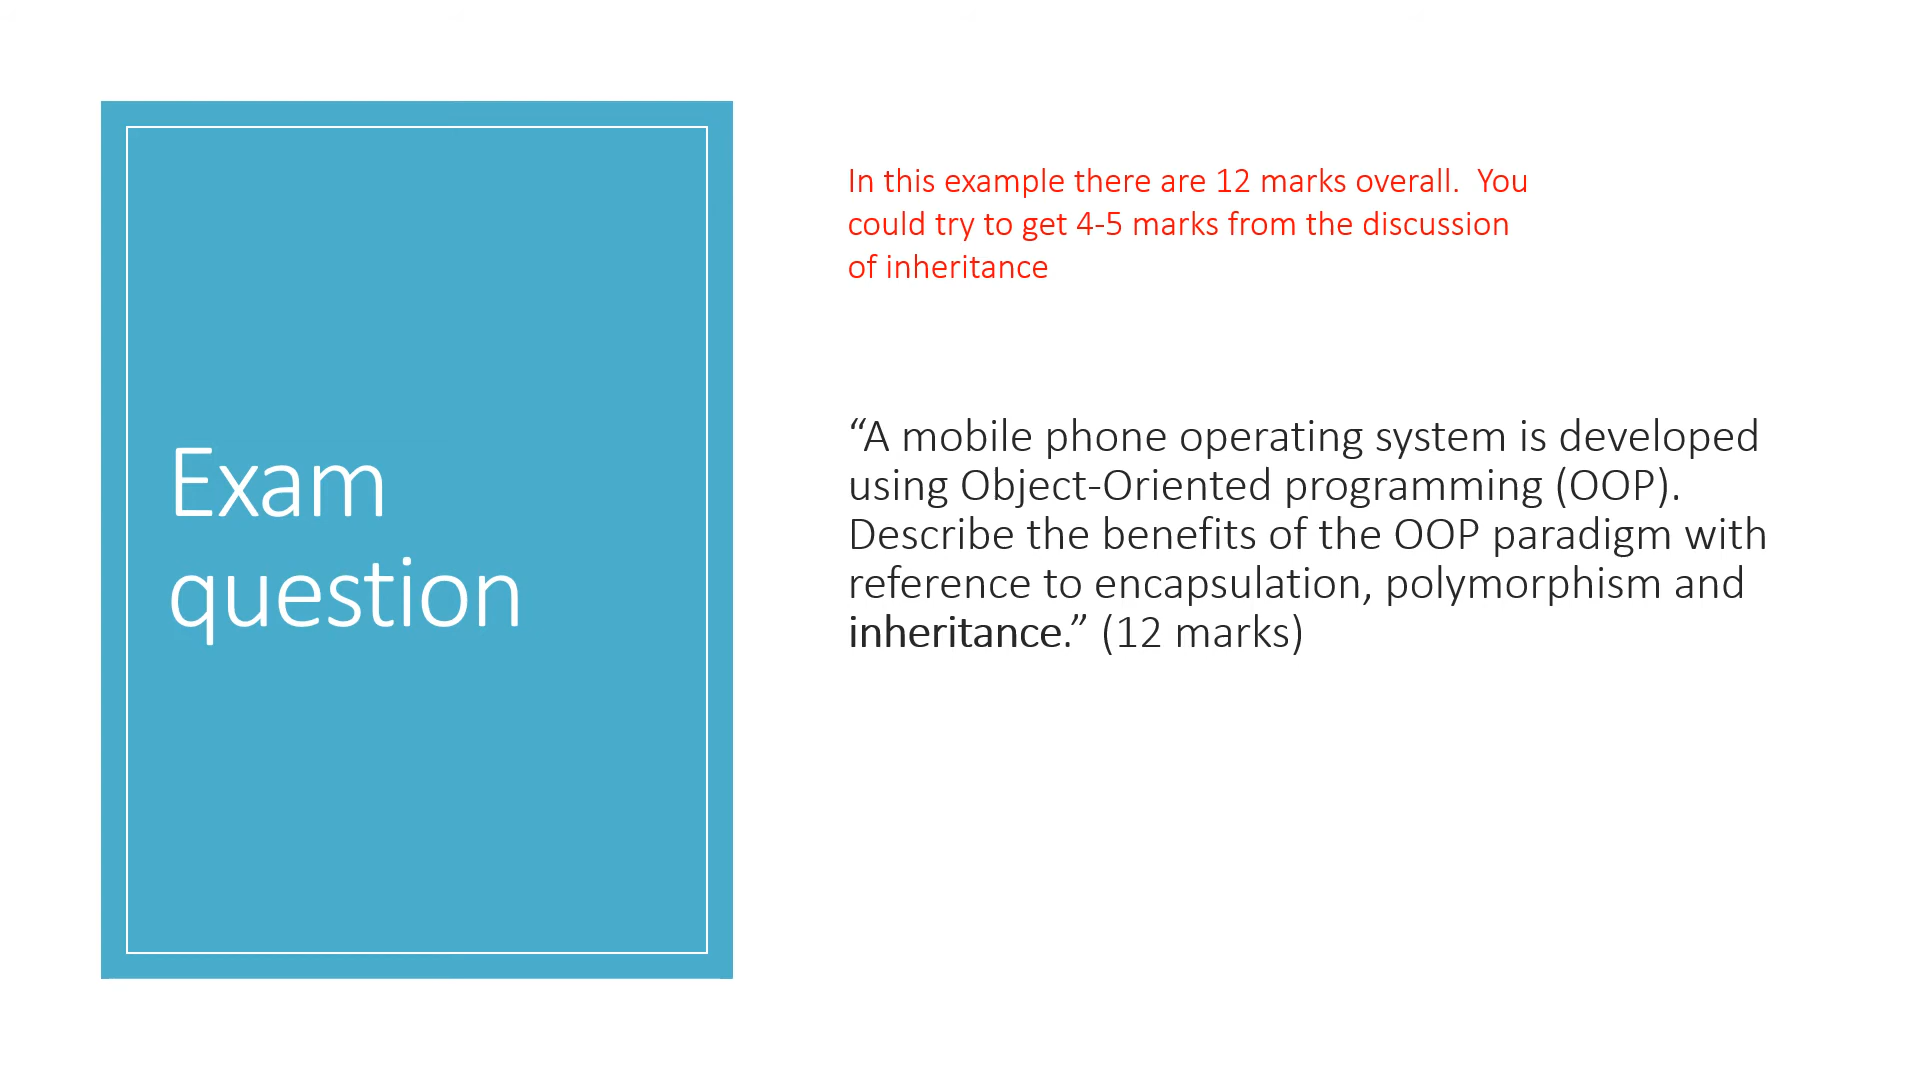 Exam
question
In this example there are 12 marks overall.  You
could try to get 4-5 marks from the discussion
of inheritance
“A mobile phone operating system is developed
using Object-Oriented programming (OOP).
Describe the benefits of the OOP paradigm with
reference to encapsulation, polymorphism and
inheritance.” (12 marks)